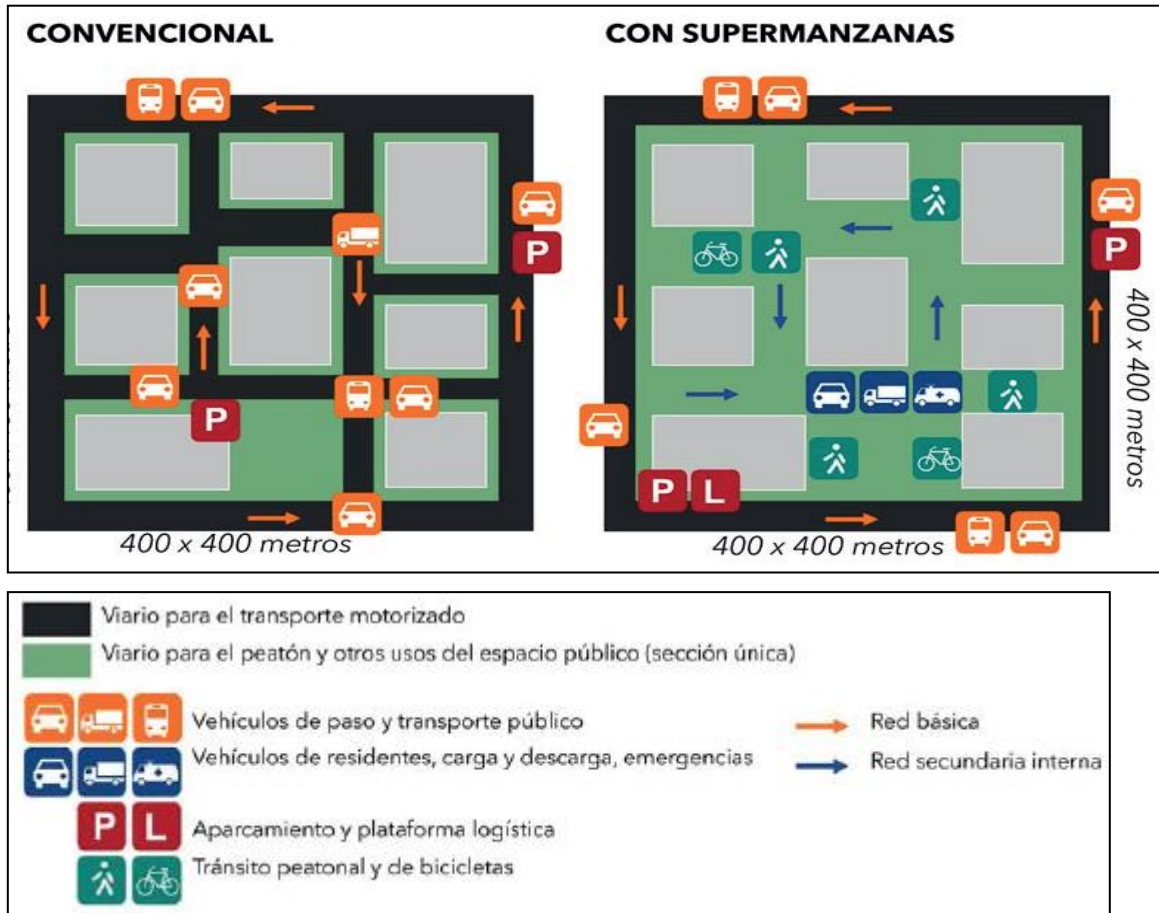 CONVENCIONAL
CON SUPERMANZANAS
P
P
400 x 400 metros
P
P L
400 x 400 metros
400 x 400 metros
Viario para el transporte motorizado
Viario para el peatón y otros usos del espacio público (sección única)
Vehículos de paso y transporte público
Red básica
Vehículos de residentes, carga y descarga, emergencias
Red secundaria interna
P L
Aparcamiento y plataforma logística
Tránsito peatonal y de bicicletas